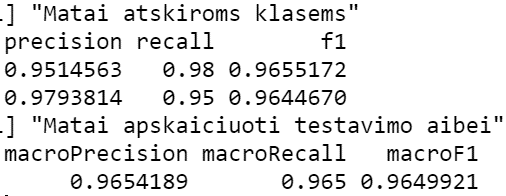 ] "Matai atskiroms klasems"
precision recall f1
0.9514563 0.98 0.9655172
0.9793814 0.95 0.9644670
] "Matai apskaiciuoti testavimo aibei"
macroPrecision macroRecall macroF1
0.9654189 0.965 0.9649921